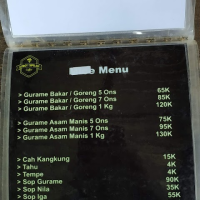 e Menu
> Gurame Bakar / Goreng 5 Ons 65K
> Gurame Bakar / Goreng 7 Ons 85K
> Gurame Bakar / Goreng 1 Kg 120K
> Gurame Asam Manis 5 Ons 75K
> Gurame Asam Manis 7 Ons 95K
> Gurame Asam Manis 1 Kg 130K
> Cah Kangkung 15K
> Tahu 4K
> Tempe 4K
> Sop Gurame 90K
> Sop Nila 35K
> Sop Iga 55K